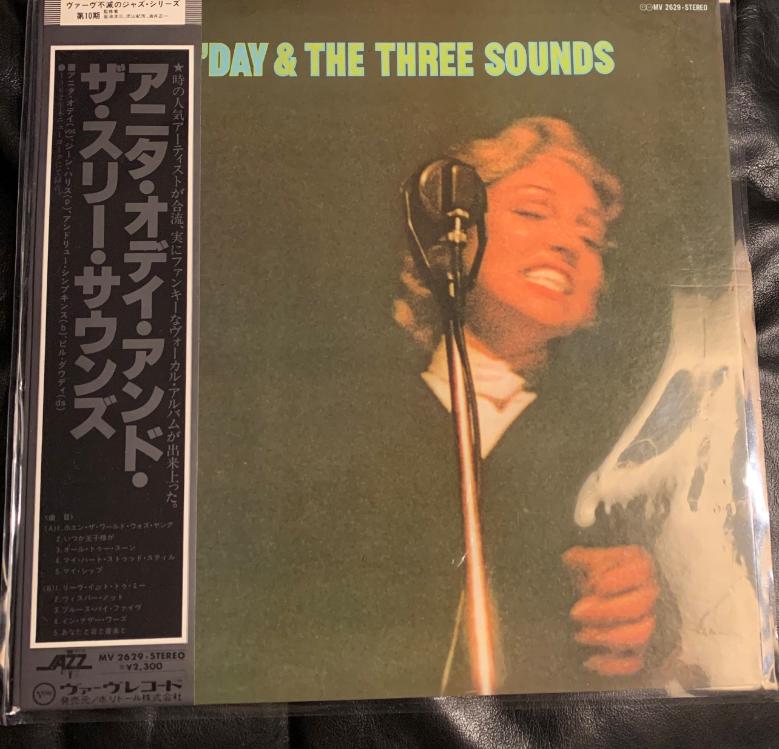 ヴァーヴ不滅のジャズ・シリーズ
第10期
MV 2629-STEREO
'DAY & THE THREE SOUNDS
★時の人気アーティストが合流、実にファンキーなヴォーカル・アルバムが出来上った。
アニタ・オデイ・アンド・
ザ・スリー・サウンズ
■アニタ・オデイ(vo)、ジーン・ハリス(p)、アンドリュー・シンプキンス(b)、ビル・ダウディ(ds)
〈曲目〉
(A)1.ホエン・ザ・ワールド・ウォズ・ヤング
2.いつか王子様が
3.オール・トゥー・スーン
4.マイ・ハート・ストゥッド・スティル
5.マイ・シップ
(B)1.リーヴ・イット・トゥ・ミー
2.ウィスパー・ノット
3.ブルース・バイ・ファイヴ
4.イン・アザー・ワーズ
5.あなたと夜と音楽と
JAZZ
MV 2629-STEREO
¥2,300
ヴァーヴレコード
発売元/ポリドール株式会社